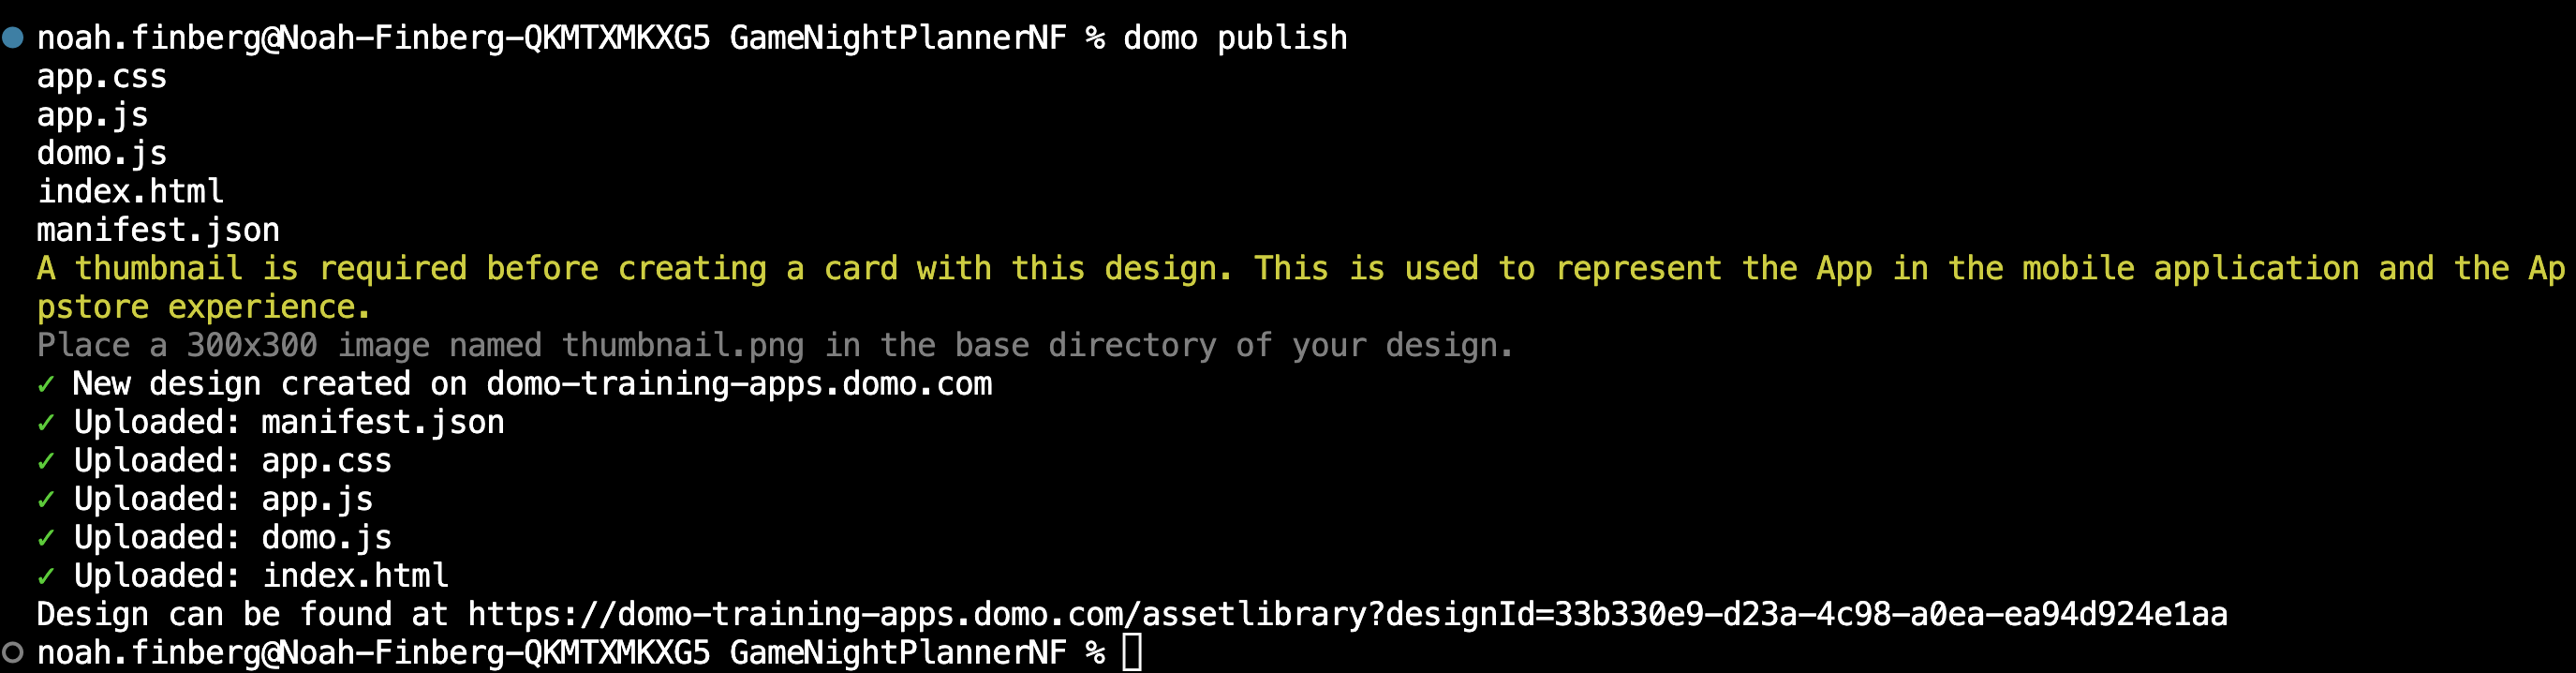 noah.finberg@Noah-Finberg-QKMTXMKXG5 GameNightPlannerNF % domo publish
app.css
app.js
domo.js
index.html
manifest.json
A thumbnail is required before creating a card with this design. This is used to represent the App in the mobile application and the Ap
pstore experience.
Place a 300x300 image named thumbnail.png in the base directory of your design.
✓ New design created on domo-training-apps.domo.com
✓ Uploaded: manifest.json
✓ Uploaded: app.css
✓ Uploaded: app.js
✓ Uploaded: domo.js
✓ Uploaded: index.html
Design can be found at https://domo-training-apps.domo.com/assetlibrary?designId=33b330e9-d23a-4c98-a0ea-ea94d924e1aa
noah.finberg@Noah-Finberg-QKMTXMKXG5 GameNightPlannerNF %